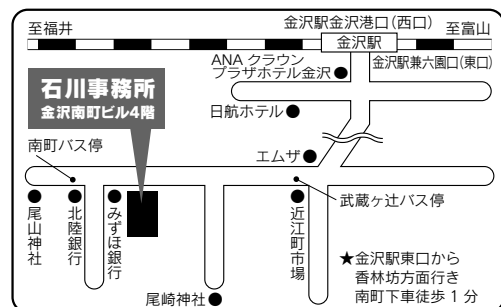 至福井
金沢駅金沢港口(西口)
至富山
金沢駅
金沢駅兼六園口(東口)
ANA クラウン
プラザホテル金沢
石川事務所
金沢南町ビル4階
日航ホテル
南町バス停
エムザ
武蔵ヶ辻バス停
尾山神社
北陸銀行
みずほ銀行
近江町市場
尾崎神社
★金沢駅東口から
香林坊方面行き
南町下車徒歩 1 分